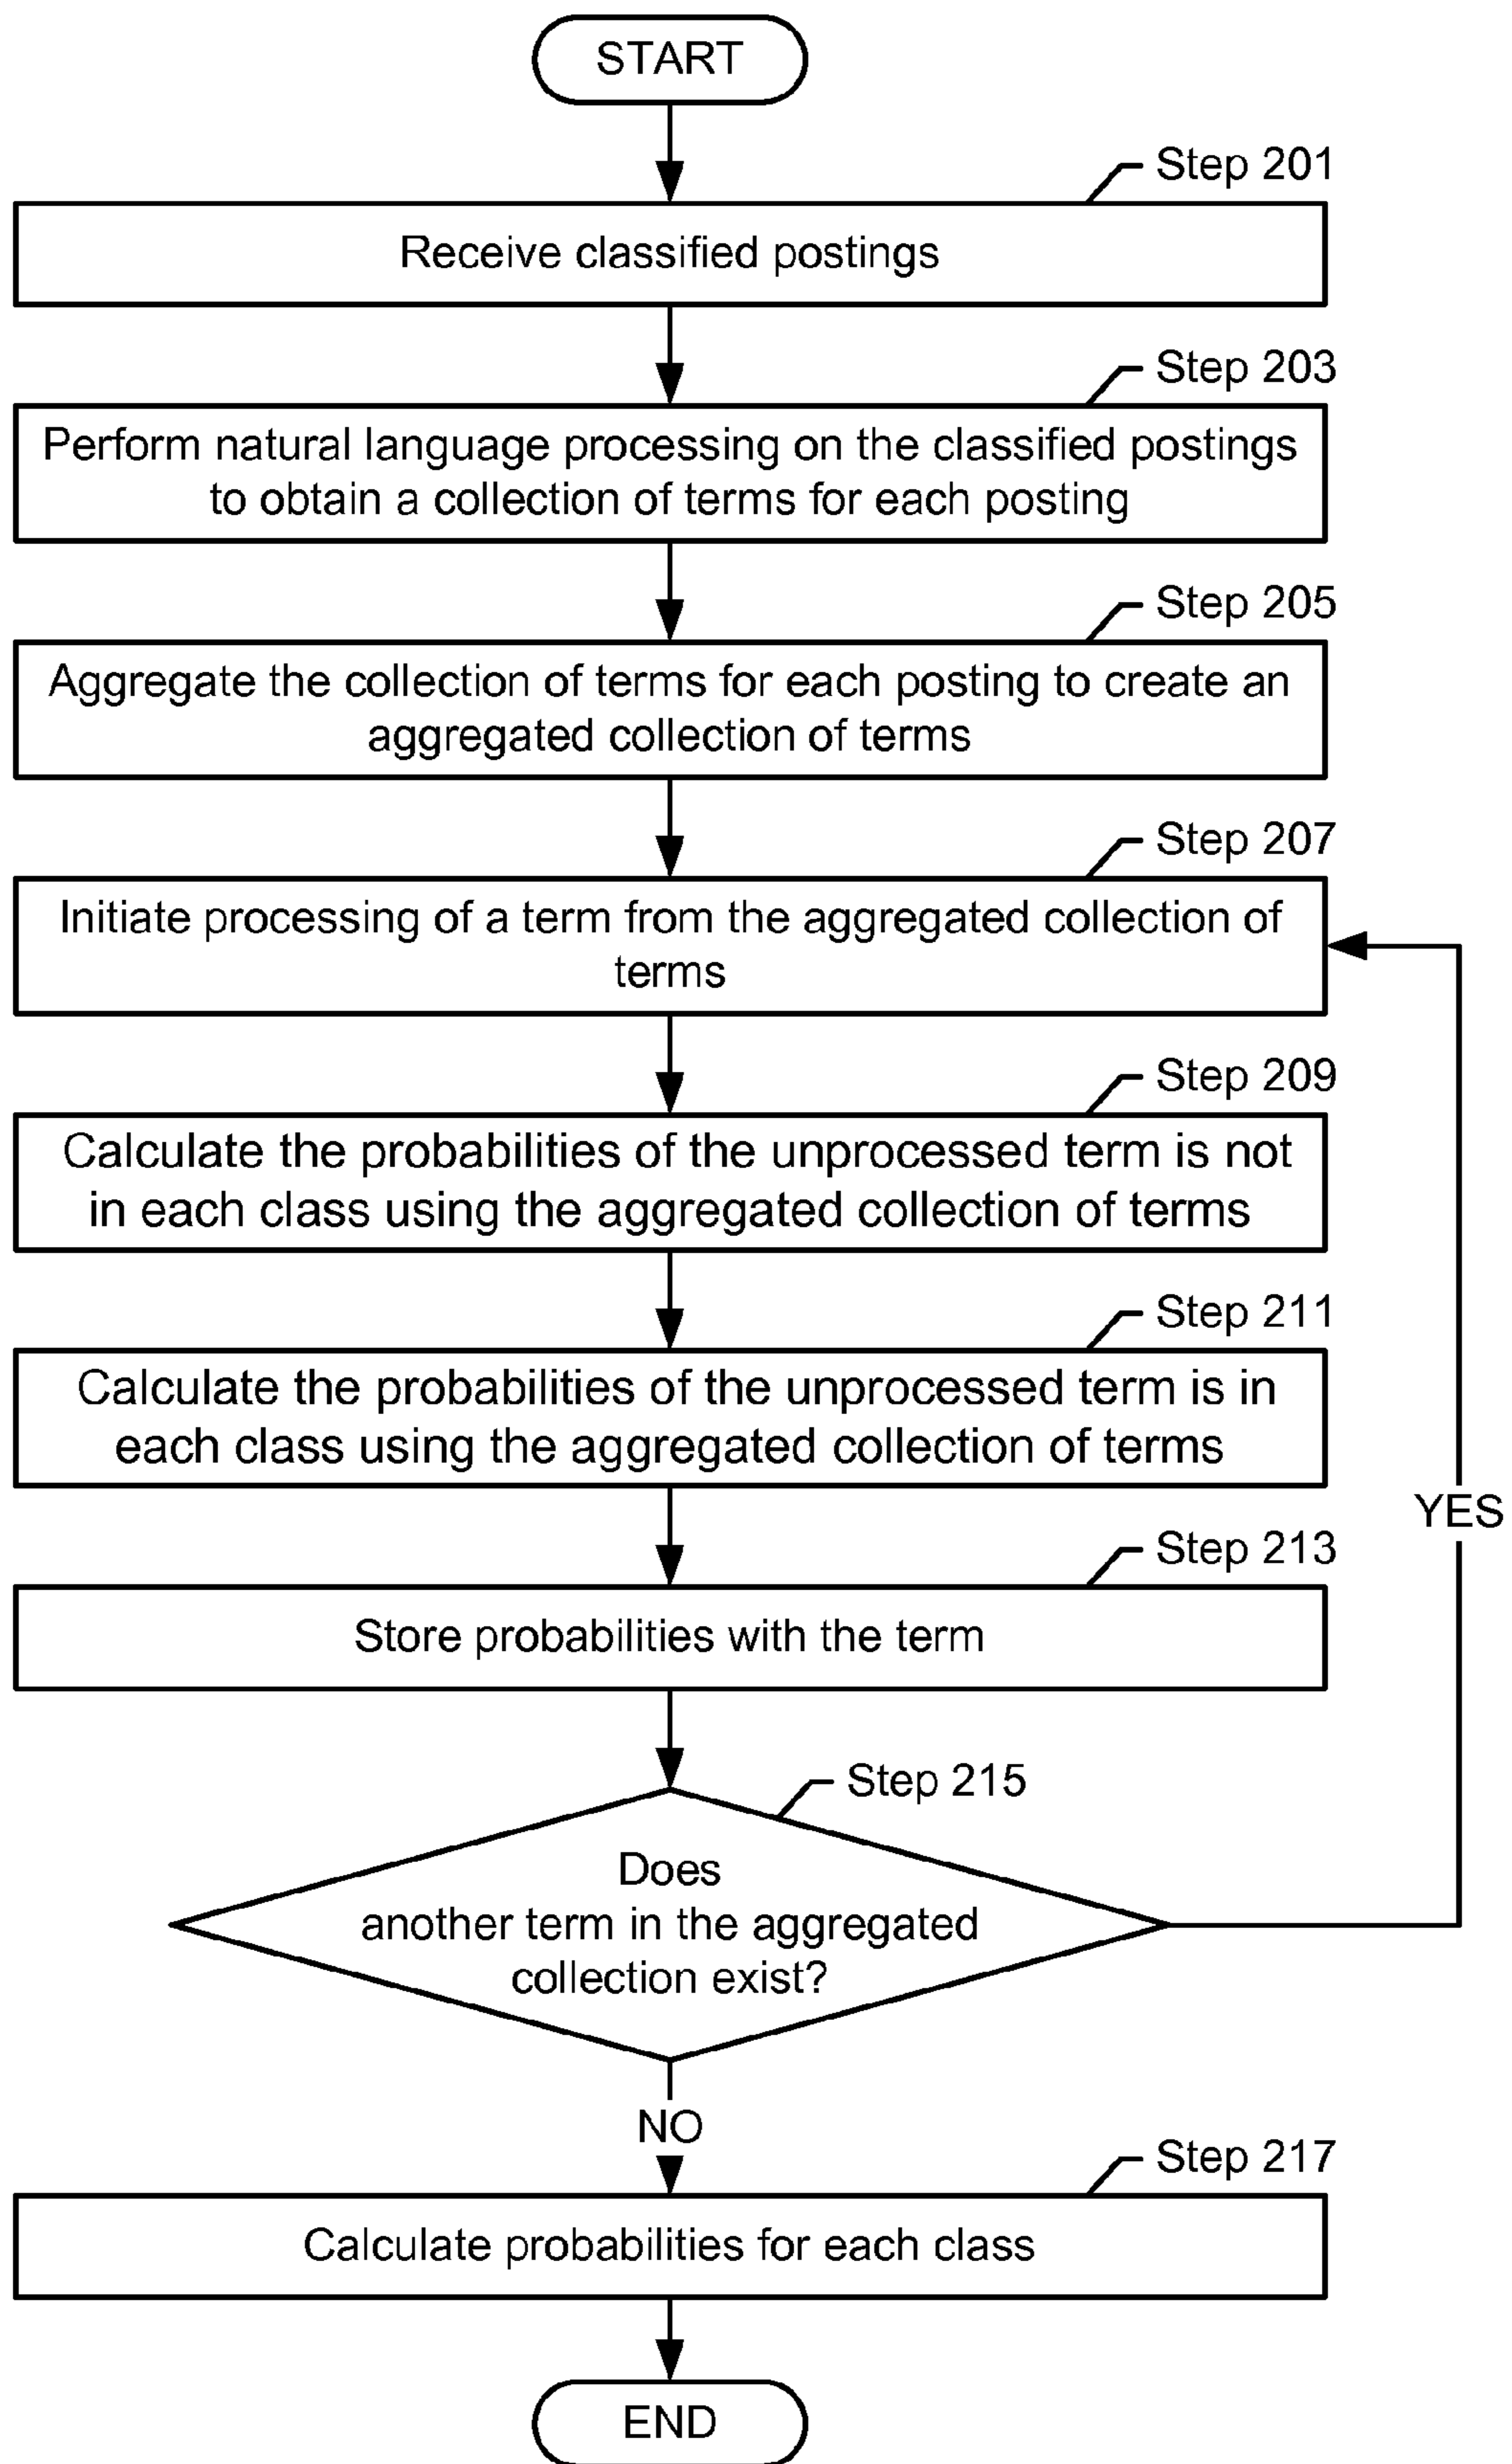 START
Step 201
Receive classified postings
Step 203
Perform natural language processing on the classified postings
to obtain a collection of terms for each posting
Step 205
Aggregate the collection of terms for each posting to create an
aggregated collection of terms
Step 207
Initiate processing of a term from the aggregated collection of
terms
Step 209
Calculate the probabilities of the unprocessed term is not
in each class using the aggregated collection of terms
Step 211
Calculate the probabilities of the unprocessed term is in
each class using the aggregated collection of terms
YES
Step 213
Store probabilities with the term
Step 215
Does
another term in the aggregated
collection exist?
NO
Step 217
Calculate probabilities for each class
END